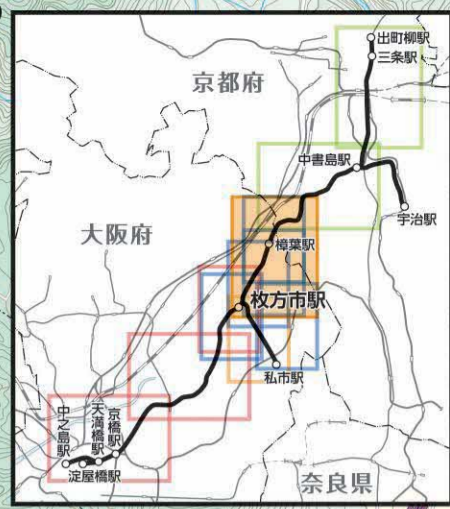 出町柳駅
三条駅
京都府
中書島駅
宇治駅
大阪府
樟葉駅
枚方市駅
私市駅
京橋駅
天満橋駅
中之島駅
淀屋橋駅
奈良県